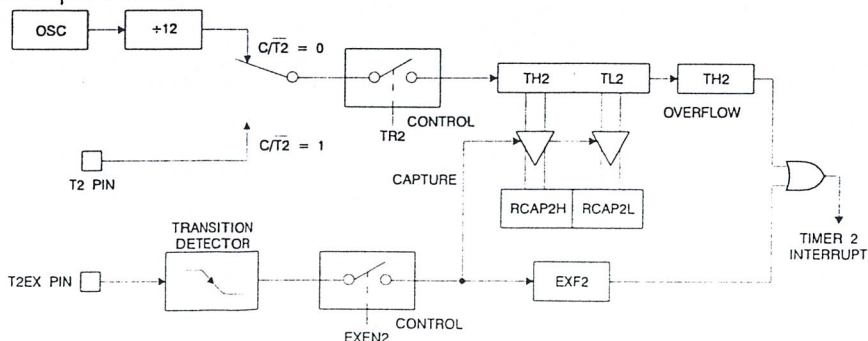 OSC
÷12
C/T2̅ = 0
TH2
TL2
TH2
OVERFLOW
CONTROL
TR2
C/T2̅ = 1
T2 PIN
CAPTURE
RCAP2H
RCAP2L
TRANSITION
DETECTOR
TIMER 2
INTERRUPT
T2EX PIN
EXF2
CONTROL
EXEN2